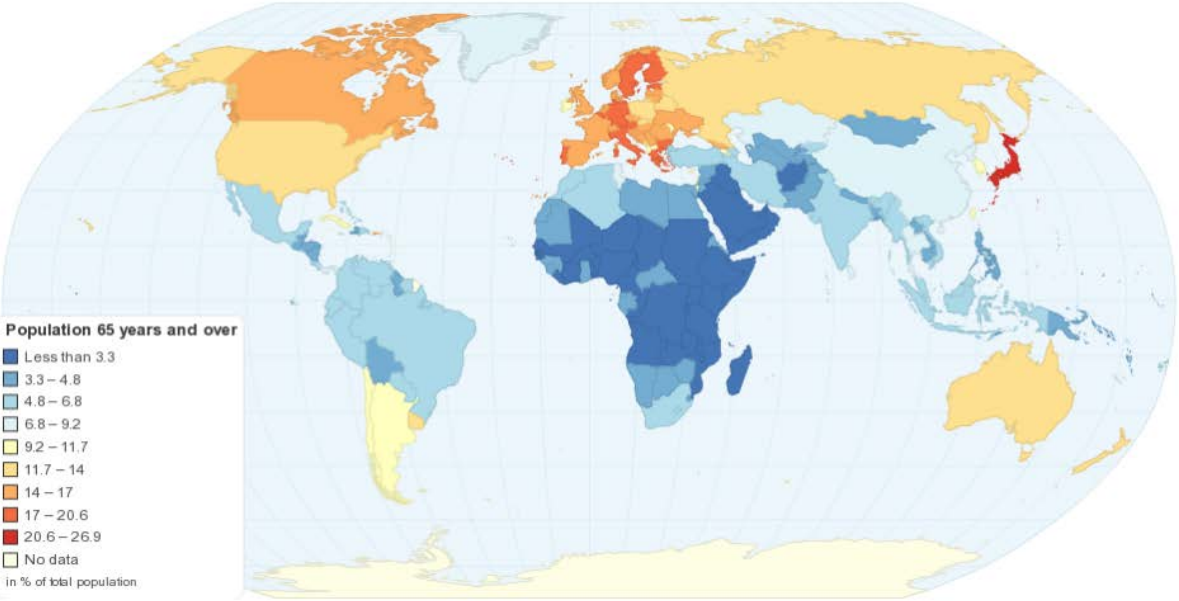 Population 65 years and over
Less than 3.3
3.3 – 4.8
4.8 – 6.8
6.8 – 9.2
9.2 – 11.7
11.7 – 14
14 – 17
17 – 20.6
20.6 – 26.9
No data
in % of total population